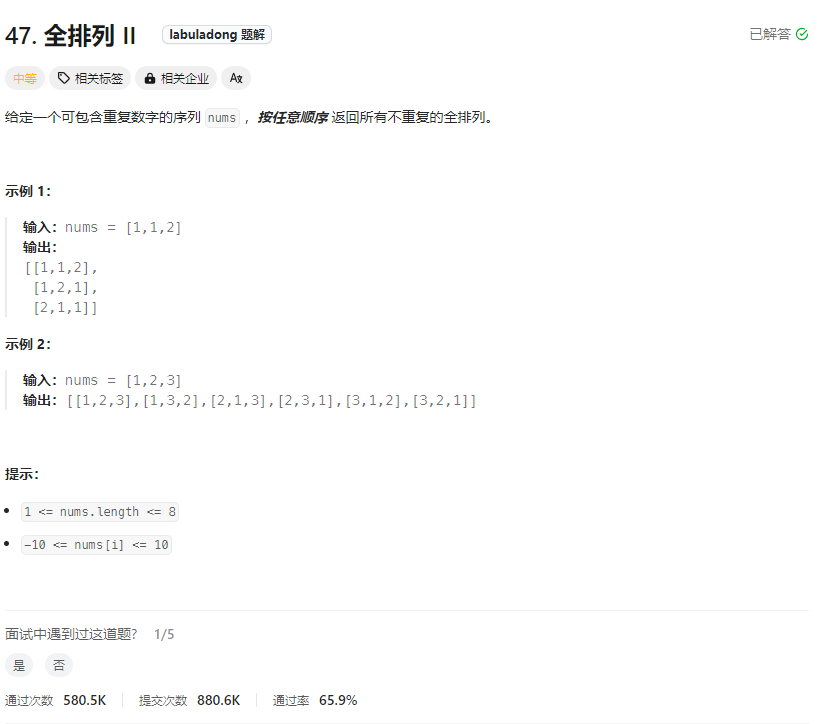 47. 全排列 II labuladong 题解 已解答
中等 相关标签 相关企业 Aż
给定一个可包含重复数字的序列 nums ，按任意顺序 返回所有不重复的全排列。
示例 1：
输入：nums = [1,1,2]
输出：
[[1,1,2],
[1,2,1],
[2,1,1]]
示例 2：
输入：nums = [1,2,3]
输出：[[1,2,3],[1,3,2],[2,1,3],[2,3,1],[3,1,2],[3,2,1]]
提示：
1 <= nums.length <= 8
-10 <= nums[i] <= 10
面试中遇到过这道题? 1/5
是 否
通过次数 580.5K 提交次数 880.6K 通过率 65.9%